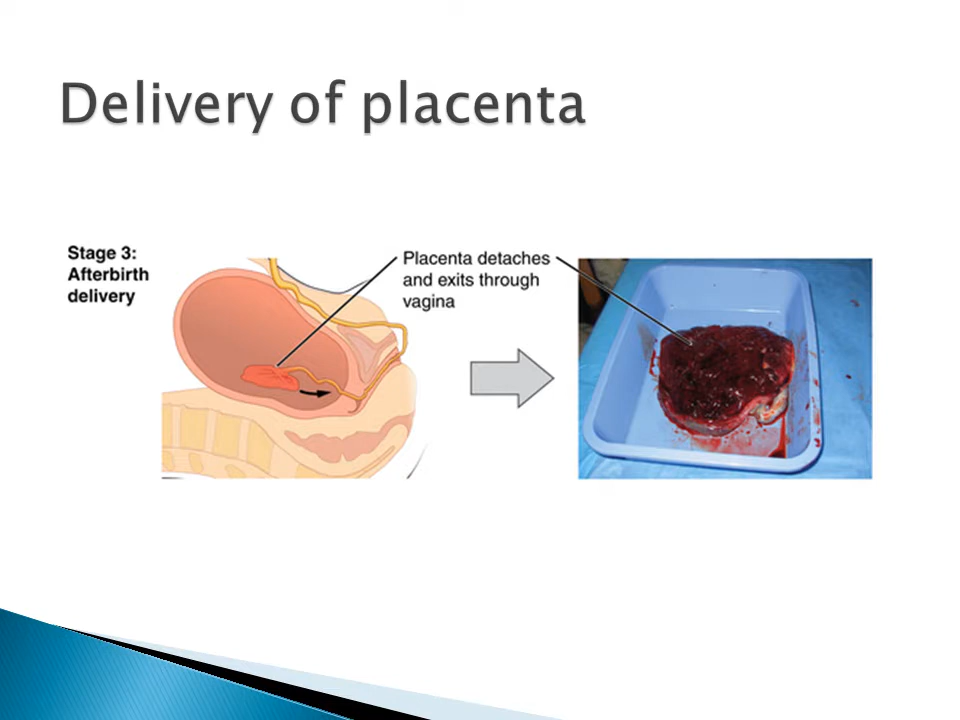 Delivery of placenta
Stage 3:
Afterbirth
delivery
Placenta detaches
and exits through
vagina